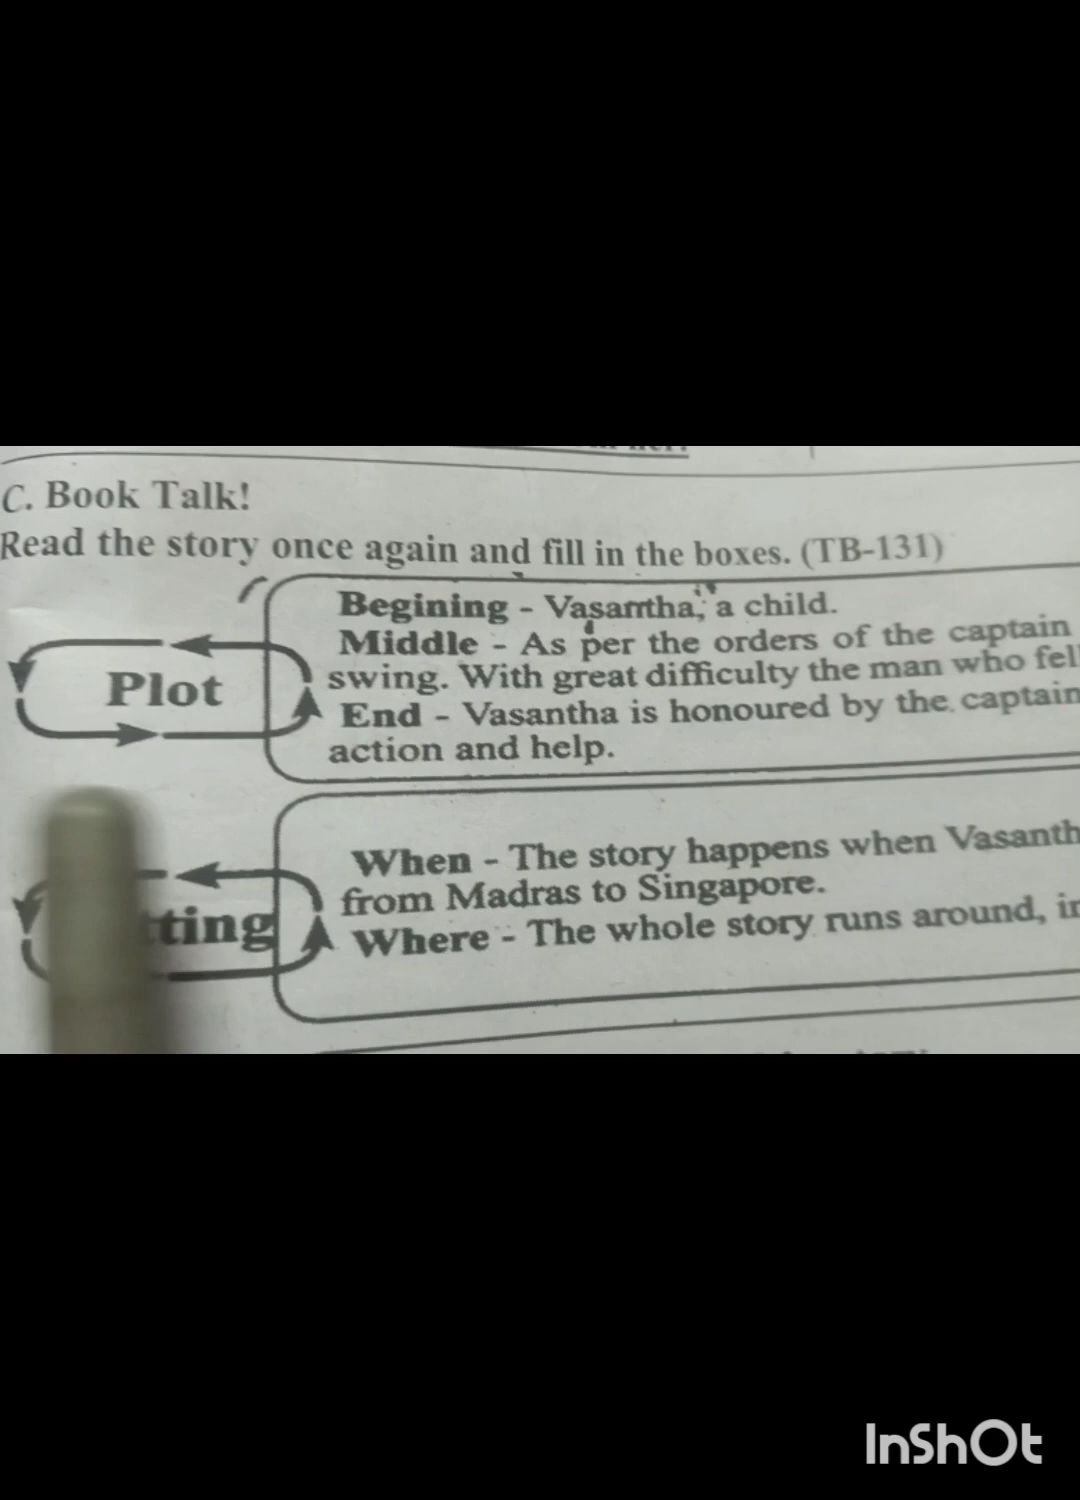 C. Book Talk!
Read the story once again and fill in the boxes. (TB-131)
Begining - Vasantha, a child.
Middle - As per the orders of the captain
Plot
swing. With great difficulty the man who fell
End - Vasantha is honoured by the captain
action and help.
When - The story happens when Vasanth
from Madras to Singapore.
tting
Where - The whole story runs around, in
InShOt